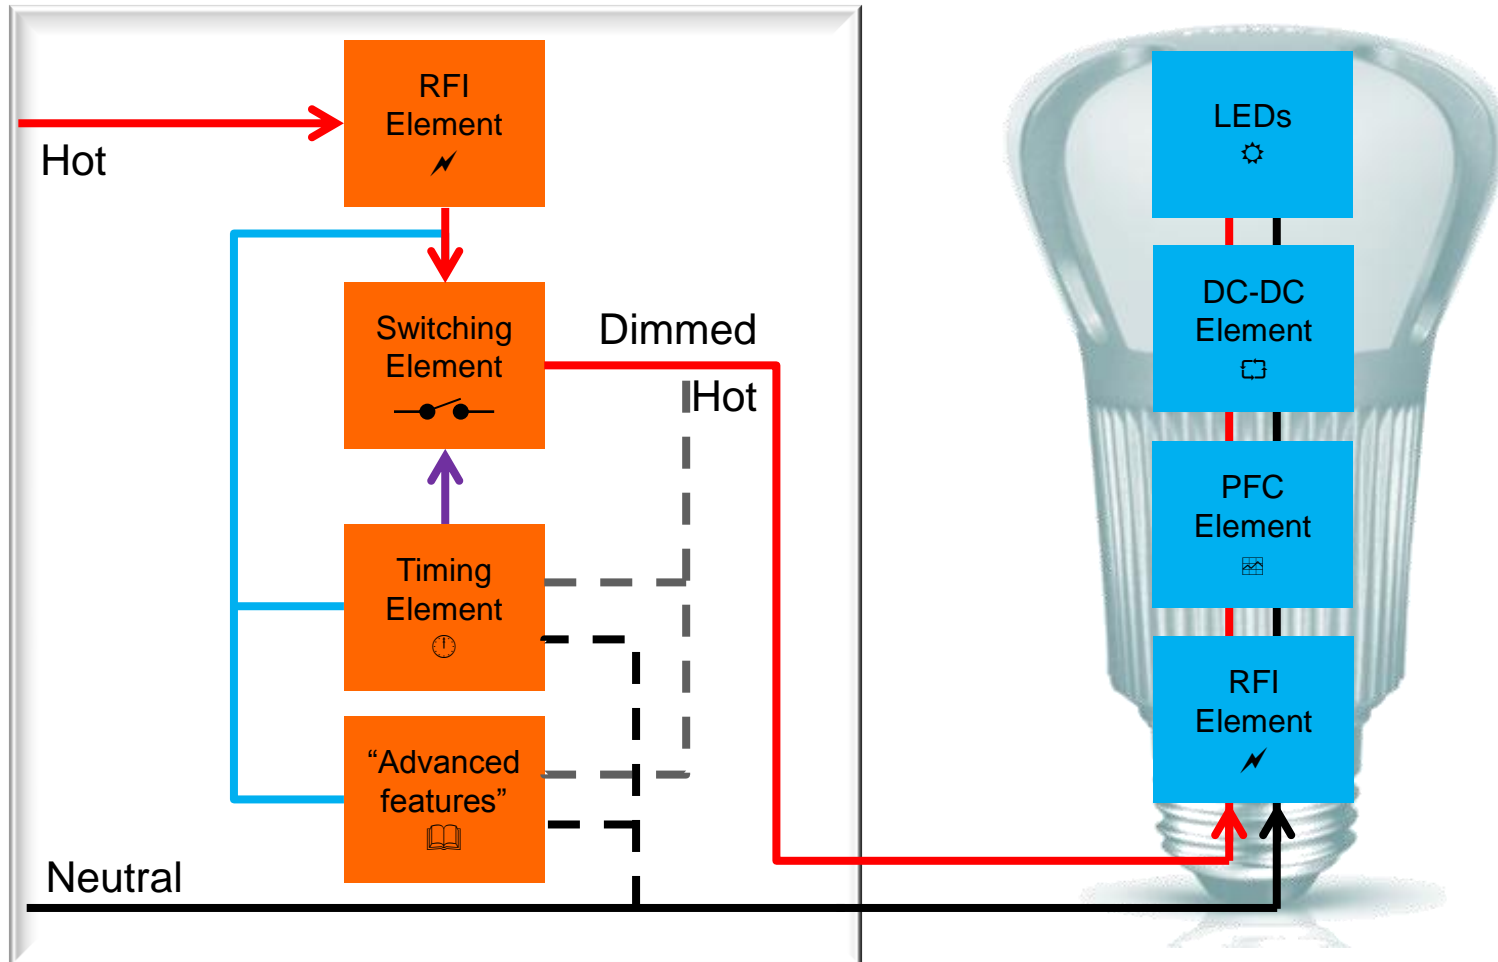 RFI
Element
Hot
Switching
Element
Dimmed
Hot
Timing
Element
“Advanced
features”
Neutral
LEDs
DC-DC
Element
PFC
Element
RFI
Element